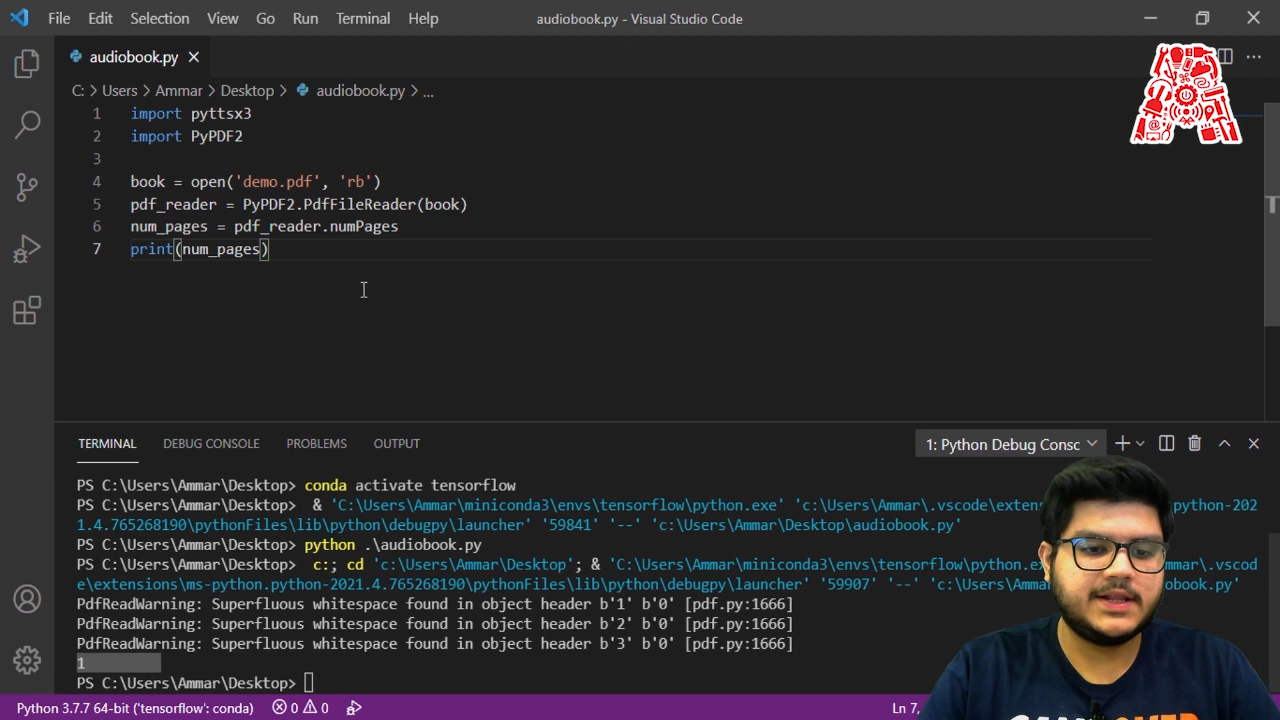 File Edit Selection View Go Run Terminal Help audiobook.py - Visual Studio Code
audiobook.py
C: > Users > Ammar > Desktop > audiobook.py > ...
1 import pyttsx3
2 import PyPDF2
3
4 book = open('demo.pdf', 'rb')
5 pdf_reader = PyPDF2.PdfFileReader(book)
6 num_pages = pdf_reader.numPages
7 print(num_pages)
TERMINAL DEBUG CONSOLE PROBLEMS OUTPUT 1: Python Debug Consc
PS C:\Users\Ammar\Desktop> conda activate tensorflow
PS C:\Users\Ammar\Desktop> & 'C:\Users\Ammar\miniconda3\envs\tensorflow\python.exe' 'c:\Users\Ammar\.vscode\exten python-202
1.4.765268190\pythonFiles\lib\python\debugpy\launcher' '59841' '--' 'c:\Users\Ammar\Desktop\audiobook.py'
PS C:\Users\Ammar\Desktop> python .\audiobook.py
PS C:\Users\Ammar\Desktop> c:; cd 'c:\Users\Ammar\Desktop'; & 'C:\Users\Ammar\miniconda3\envs\tensorflow\python.ex Ammar\.vscod
e\extensions\ms-python.python-2021.4.765268190\pythonFiles\lib\python\debugpy\launcher' '59907' '--' 'c:\Users\Ammar\De obook.py'
PdfReadWarning: Superfluous whitespace found in object header b'1' b'0' [pdf.py:1666]
PdfReadWarning: Superfluous whitespace found in object header b'2' b'0' [pdf.py:1666]
PdfReadWarning: Superfluous whitespace found in object header b'3' b'0' [pdf.py:1666]
1
PS C:\Users\Ammar\Desktop>
Python 3.7.7 64-bit ('tensorflow': conda) 0 0 Ln 7,